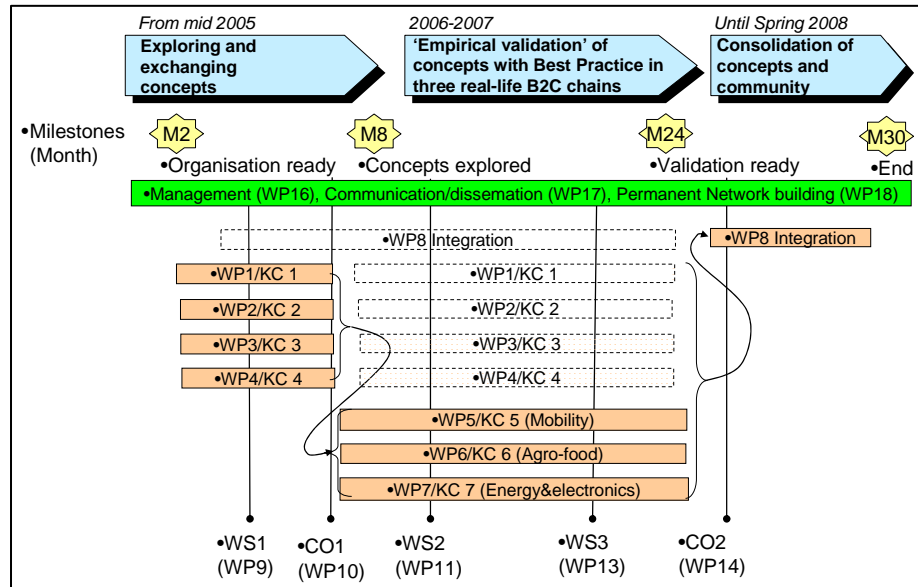 From mid 2005
2006-2007
Until Spring 2008
Exploring and
exchanging
concepts
‘Empirical validation’ of
concepts with Best Practice in
three real-life B2C chains
Consolidation of
concepts and
community
•Milestones
(Month)
M2
M8
M24
M30
•Organisation ready
•Concepts explored
•Validation ready
•End
•Management (WP16), Communication/dissemation (WP17), Permanent Network building (WP18)
•WP8 Integration
•WP8 Integration
•WP1/KC 1
•WP1/KC 1
•WP2/KC 2
•WP2/KC 2
•WP3/KC 3
•WP3/KC 3
•WP4/KC 4
•WP4/KC 4
•WP5/KC 5 (Mobility)
•WP6/KC 6 (Agro-food)
•WP7/KC 7 (Energy&electronics)
•WS1
(WP9)
•CO1
(WP10)
•WS2
(WP11)
•WS3
(WP13)
•CO2
(WP14)